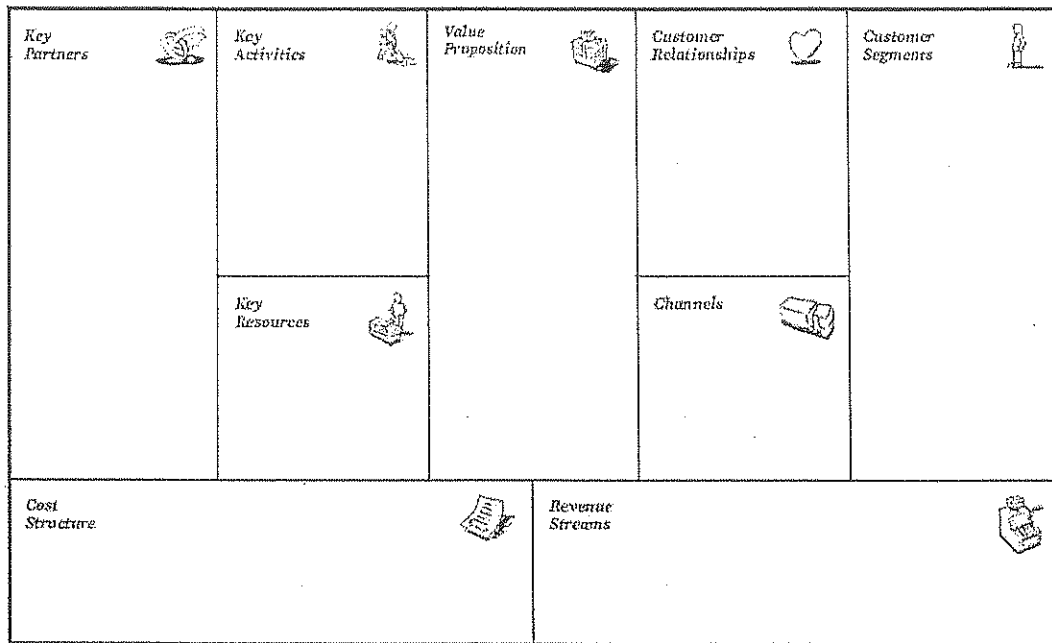 Key
Partners
Key
Activities
Value
Proposition
Customer
Relationships
Customer
Segments
Key
Resources
Channels
Cost
Structure
Revenue
Streams